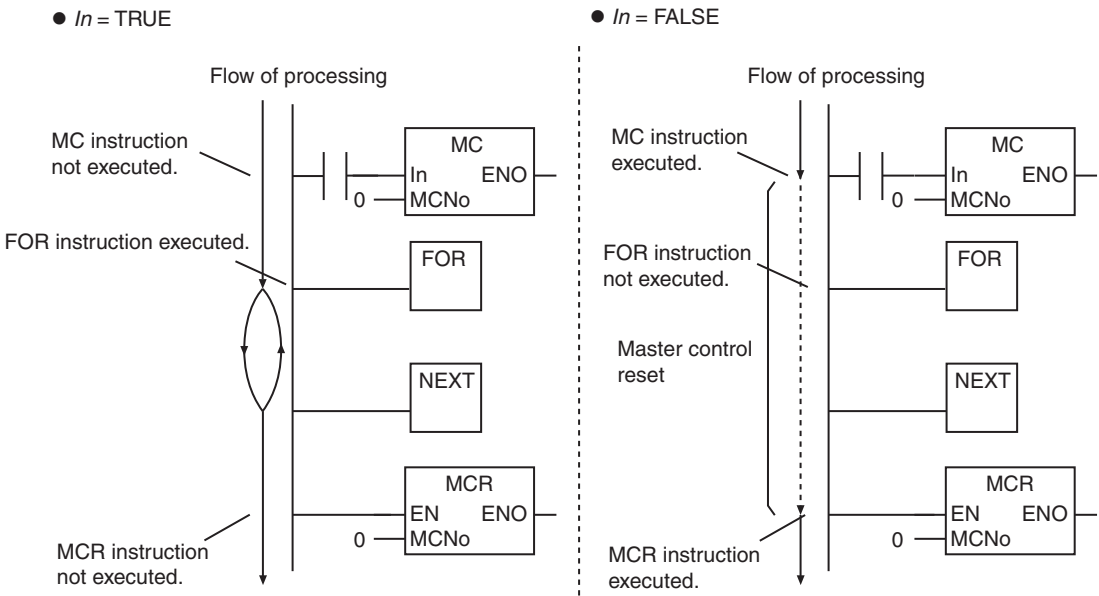 ● In = TRUE
Flow of processing
MC instruction
not executed.
MC
In ENO
0 MCNo
FOR instruction executed.
FOR
NEXT
MCR
EN ENO
0 MCNo
MCR instruction
not executed.
● In = FALSE
Flow of processing
MC instruction
executed.
MC
In ENO
0 MCNo
FOR instruction
not executed.
FOR
Master control
reset
NEXT
MCR
EN ENO
0 MCNo
MCR instruction
executed.